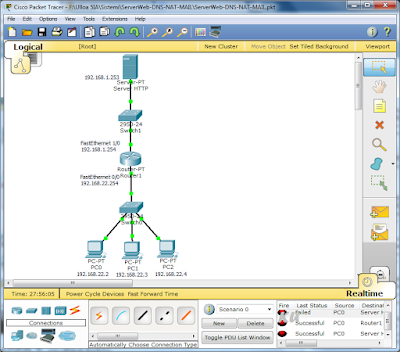 Cisco Packet Tracer - F:\Ulloa SIA\Sistemi\ServerWeb-DNS-NAT-MAIL\ServerWeb-DNS-NAT-MAIL.pkt
File Edit Options View Tools Extensions Help
Logical [Root] New Cluster Move Object Set Tiled Background Viewport
192.168.1.253
Server-PT
Server HTTP
2950-24
Switch1
FastEthernet 1/0
192.168.1.254
Router-PT
Router1
FastEthernet 0/0
192.168.22.254
2950-24
PC-PT PC-PT PC-PT
PC0 PC1 PC2
192.168.22.2 192.168.22.3 192.168.22.4
Time: 27:56:05 Power Cycle Devices Fast Forward Time Realtime
Connections
Automatically Choose Connection Type
Scenario 0
New Delete
Toggle PDU List Window
Fire Last Status Source Destinat
Failed PC0 Server
Successful PC0 Router1
Successful PC0 Server